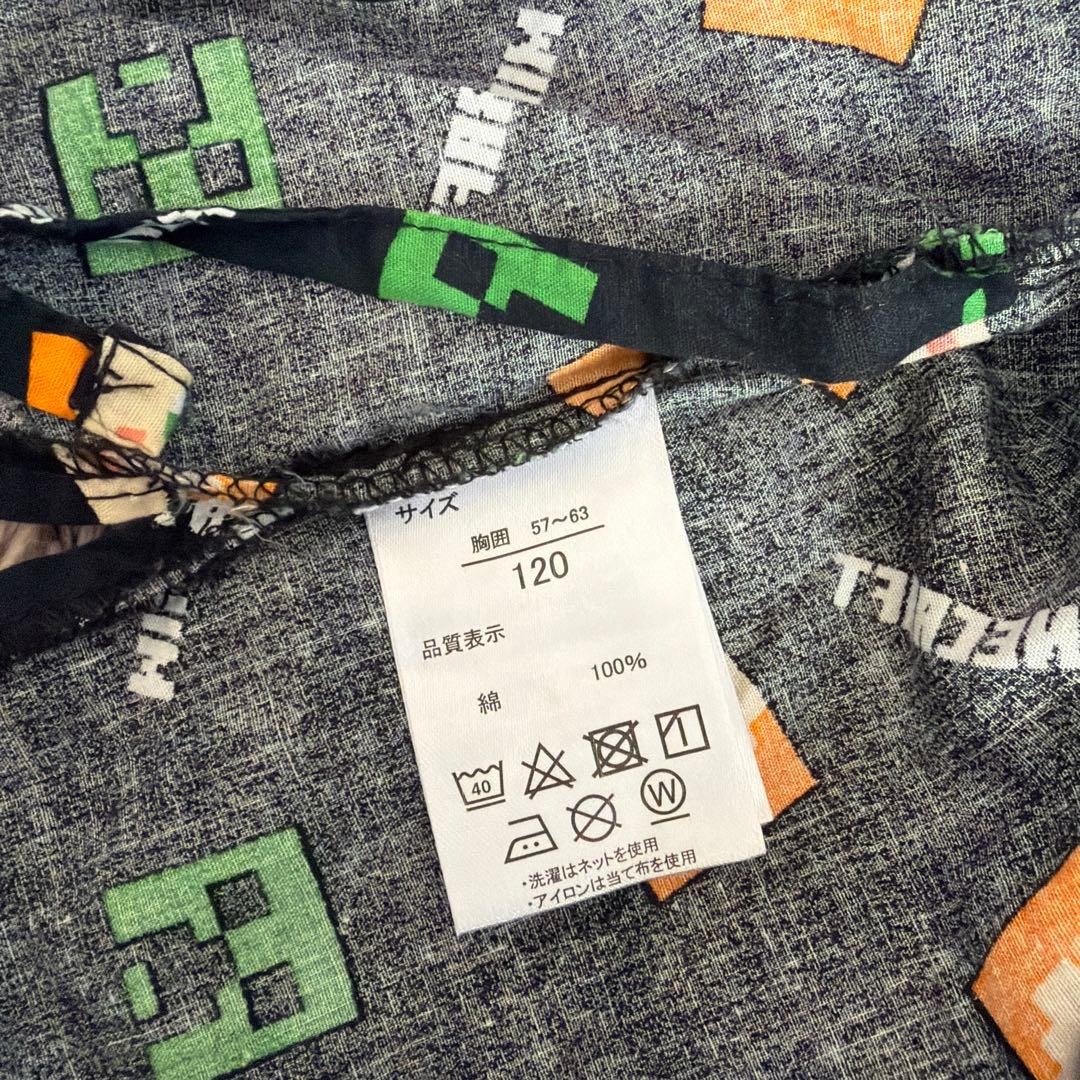 サイズ
胸囲 57～63
120
品質表示
綿 100%
40
W
・洗濯はネットを使用
・アイロンは当て布を使用